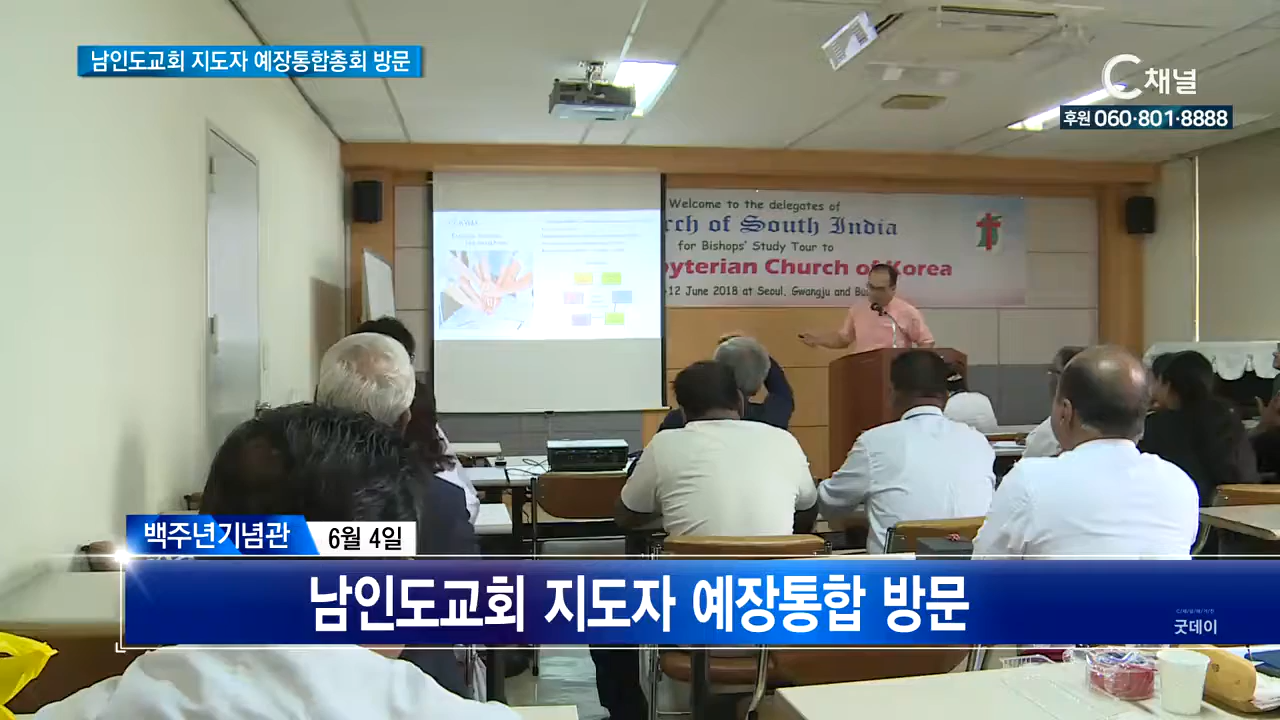 남인도교회 지도자 예장통합총회 방문
C채널
후원 060·801·8888
Welcome to the delegates of
rch of South India
for Bishops' Study Tour to
yterian Church of Korea
12 June 2018 at Seoul, Gwangju and Bu
백주년기념관
6월 4일
남인도교회 지도자 예장통합 방문
굿데이